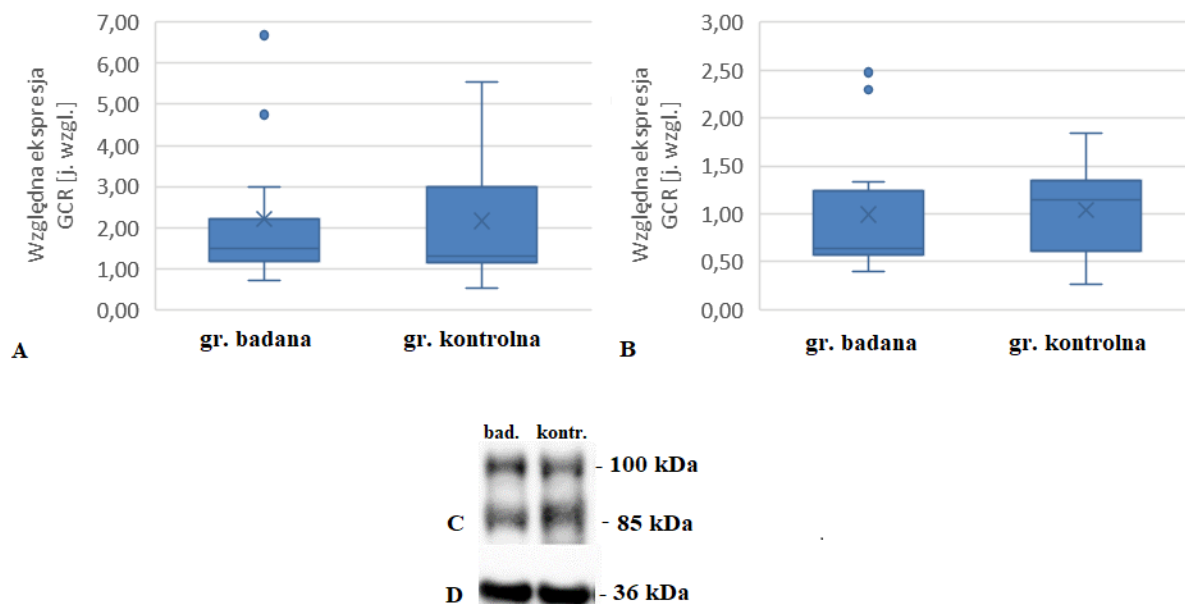 Względna ekspresja
GCR [j. wzgl.]
7,00
6,00
5,00
4,00
3,00
2,00
1,00
0,00
gr. badana
gr. kontrolna
A
Względna ekspresja
GCR [j. wzgl.]
3,00
2,50
2,00
1,50
1,00
0,50
0,00
gr. badana
gr. kontrolna
B
bad. kontr.
- 100 kDa
C - 85 kDa
D - 36 kDa